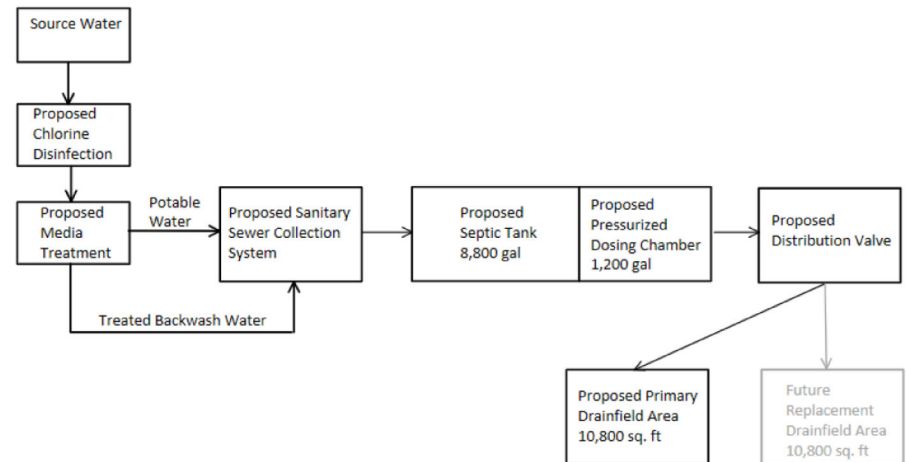 Source Water
Proposed
Chlorine
Disinfection
Proposed
Media
Treatment
Potable
Water
Treated Backwash Water
Proposed Sanitary
Sewer Collection
System
Proposed
Septic Tank
8,800 gal
Proposed
Pressurized
Dosing Chamber
1,200 gal
Proposed
Distribution Valve
Proposed Primary
Drainfield Area
10,800 sq. ft
Future
Replacement
Drainfield Area
10,800 sq. ft